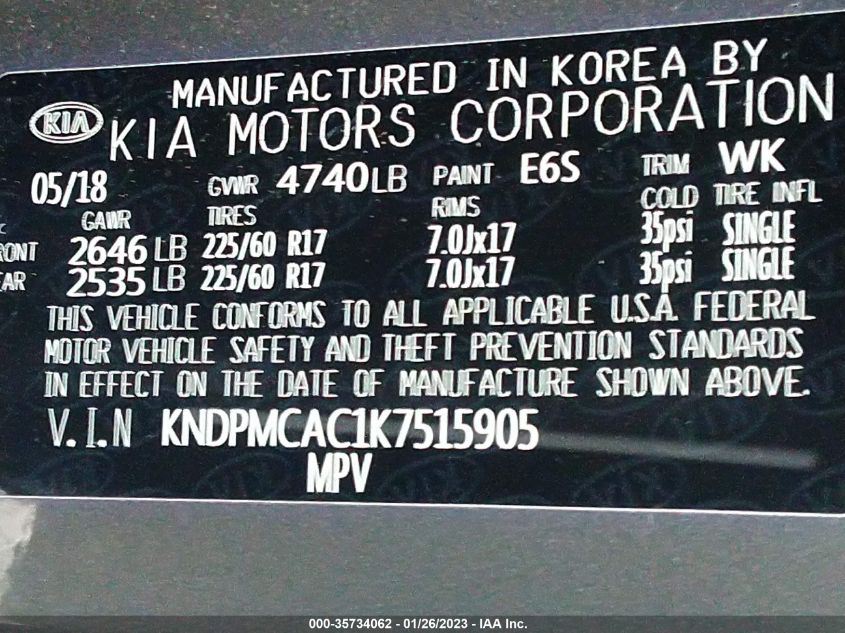 MANUFACTURED IN KOREA BY
KIA KIA MOTORS CORPORATION
05/18 GVWR 4740LB PAINT E6S TRIM WK
GAWR TIRES RIMS COLD TIRE INFL
RONT 2646 LB 225/60 R17 7.0Jx17 35psi SINGLE
EAR 2535 LB 225/60 R17 7.0Jx17 35psi SINGLE
THIS VEHICLE CONFORMS TO ALL APPLICABLE U.S.A. FEDERAL
MOTOR VEHICLE SAFETY AND THEFT PREVENTION STANDARDS
IN EFFECT ON THE DATE OF MANUFACTURE SHOWN ABOVE.
V.I.N KNDPMCAC1K7515905
MPV
000-35734062 - 01/26/2023 - IAA Inc.